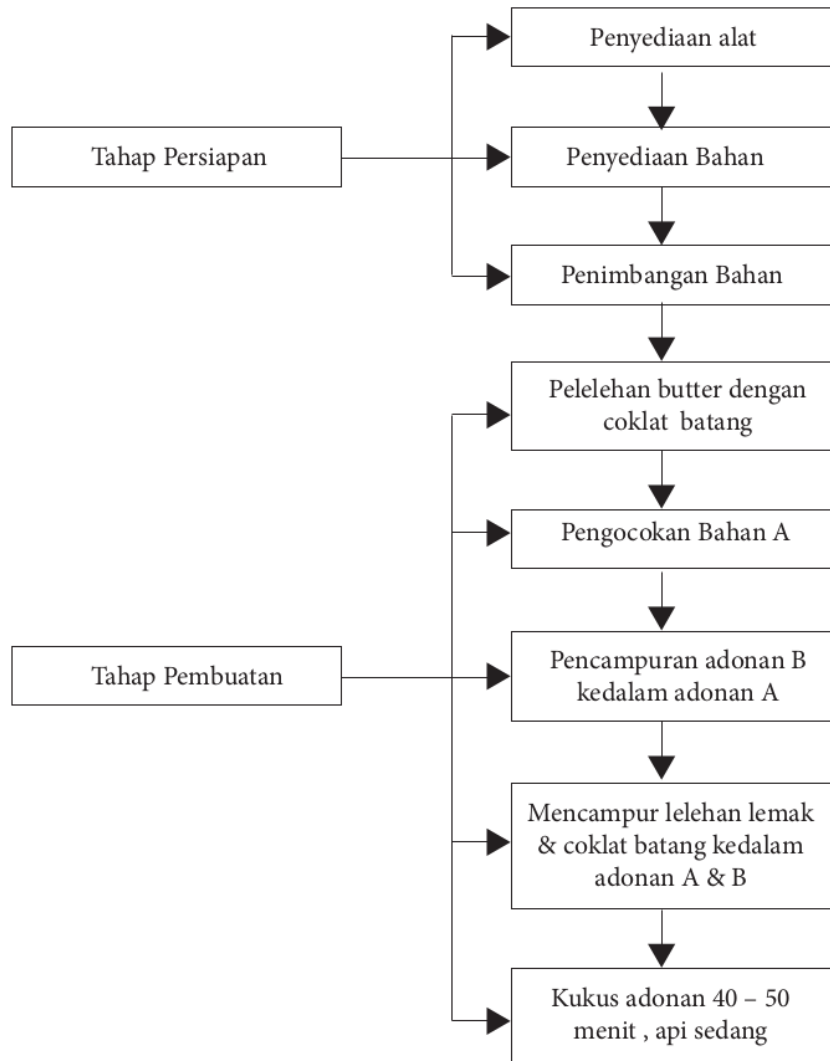 Penyediaan alat
Tahap Persiapan
Penyediaan Bahan
Penimbangan Bahan
Pelelehan butter dengan
coklat batang
Pengocokan Bahan A
Tahap Pembuatan
Pencampuran adonan B
kedalam adonan A
Mencampur lelehan lemak
& coklat batang kedalam
adonan A & B
Kukus adonan 40 – 50
menit , api sedang